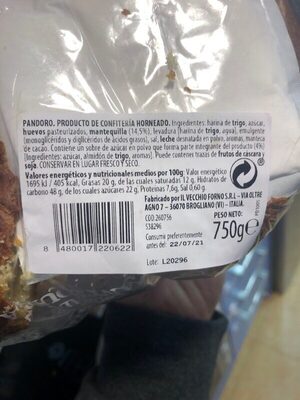 PANDORO. PRODUCTO DE CONFITERÍA HORNEADO. Ingredientes: harina de trigo, azúcar,
huevos pasteurizados, mantequilla (14,5%), levadura [harina de trigo, agua], emulgente
(monoglicéridos y diglicéridos de ácidos grasos), sal, leche desnatada en polvo, aromas, manteca
de cacao. Contiene un sobre de azúcar en polvo que forma parte integrante del producto (4%)
[Ingredientes: azúcar, almidón de trigo, aromas]. Puede contener trazas de frutos de cáscara y
soja. CONSERVAR EN LUGAR FRESCO Y SECO.
Valores energéticos y nutricionales medios por 100g: Valor energético
1695 kJ / 405 kcal, Grasas 20 g, de las cuales saturadas 12 g, Hidratos de
carbono 48 g, de los cuales azúcares 22 g, Proteínas 7,6g, Sal 0,60 g.
Fabricado por IL VECCHIO FORNO S.R.L - VIA OLTRE
AGNO 7 - 36070 BROGLIANO (VI) - ITALIA
COD.260756
538296
PESO NETO:
750g
Consumir preferentemente
antes del 22/07/21
Lote: L20296
8 480017 220622